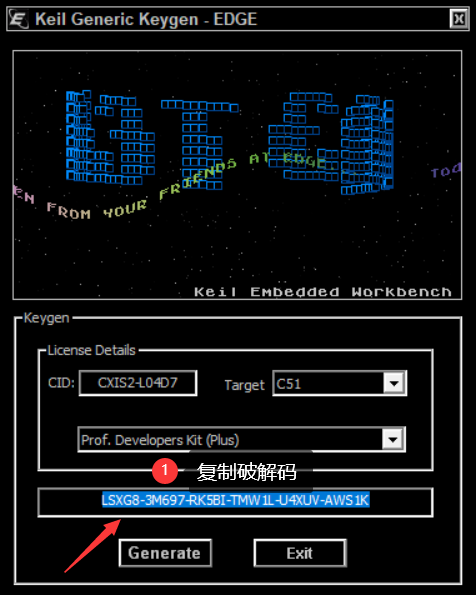 Keil Generic Keygen - EDGE
EN FROM YOUR FRIENDS AT EDGE... Tod
Keil Embedded Workbench
Keygen
License Details
CID: CXIS2-L04D7 Target C51
Prof. Developers Kit (Plus)
1 复制破解码
LSXG8-3M697-RK5BI-TMW1L-U4XUV-AWS1K
Generate Exit